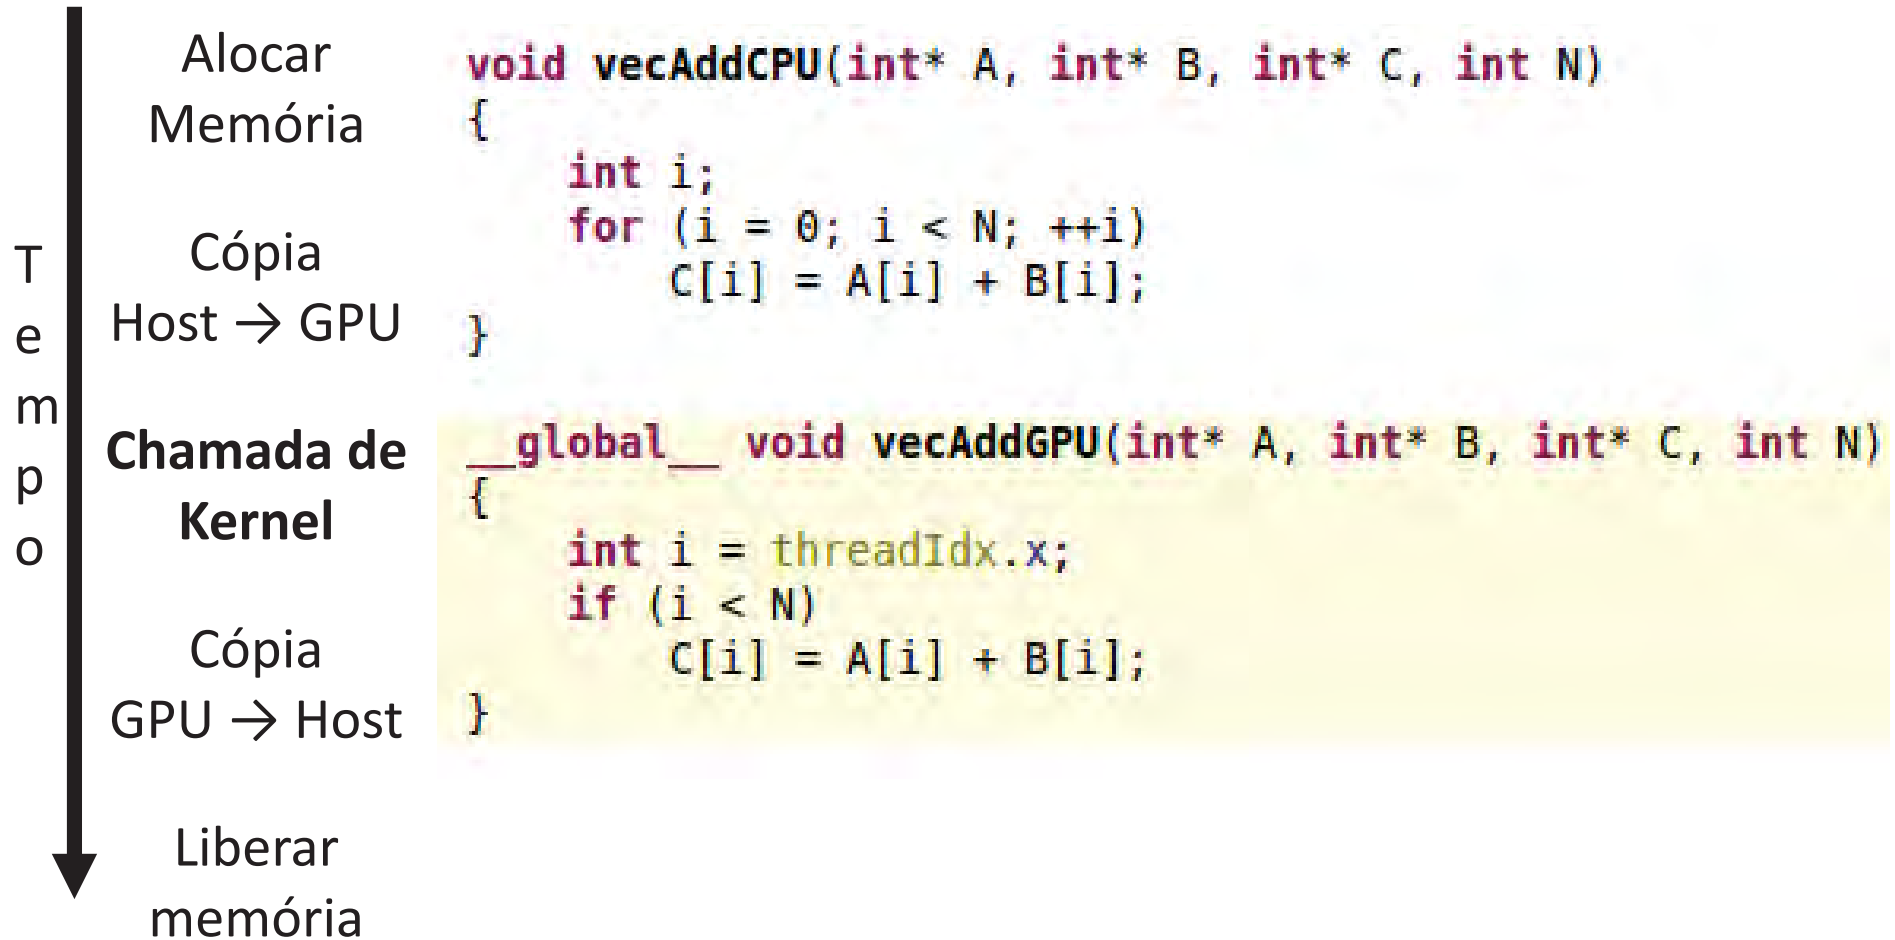 Tempo
Alocar
Memória
Cópia
Host → GPU
Chamada de
Kernel
Cópia
GPU → Host
Liberar
memória
void vecAddCPU(int* A, int* B, int* C, int N)
{
    int i;
    for (i = 0; i < N; ++i)
        C[i] = A[i] + B[i];
}
__global__ void vecAddGPU(int* A, int* B, int* C, int N)
{
    int i = threadIdx.x;
    if (i < N)
        C[i] = A[i] + B[i];
}